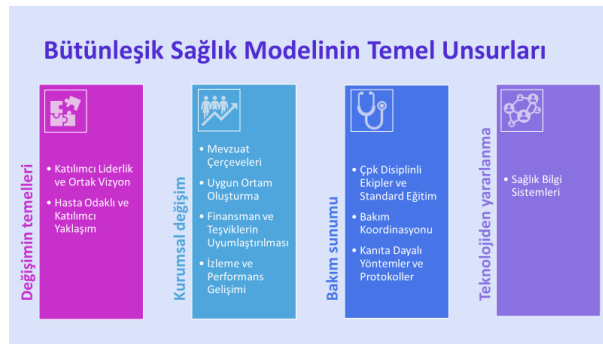 Bütünleşik Sağlık Modelinin Temel Unsurları
Değişimin temelleri
• Katılımcı Liderlik
ve Ortak Vizyon
• Hasta Odaklı ve
Katılımcı
Yaklaşım
Kurumsal değişim
• Mevzuat
Çerçeveleri
• Uygun Ortam
Oluşturma
• Finansman ve
Teşviklerin
Uyumlaştırılması
• İzleme ve
Performans
Gelişimi
Bakım sunumu
• Çpk Disiplinli
Ekipler ve
Standard Eğitim
• Bakım
Koordinasyonu
• Kanıta Dayalı
Yöntemler ve
Protokoller
Teknolojiden yararlanma
• Sağlık Bilgi
Sistemleri